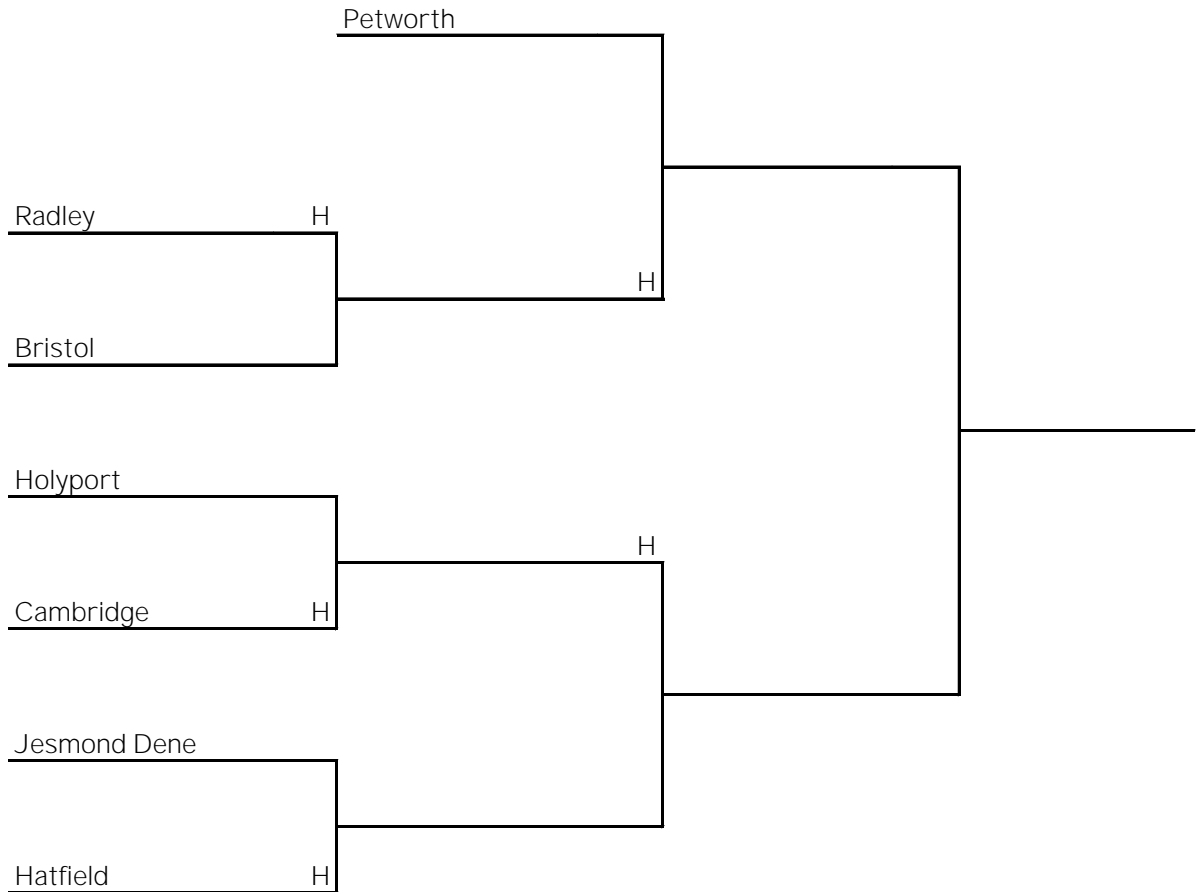 Petworth
Radley H
H
Bristol
Holyport
H
Cambridge H
Jesmond Dene
Hatfield H